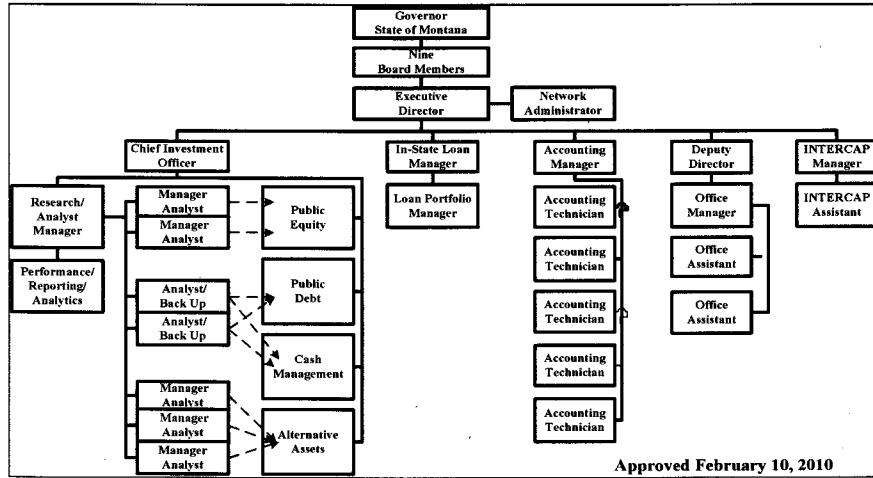 Governor
State of Montana
Nine
Board Members
Executive
Director
Network
Administrator
Chief Investment
Officer
In-State Loan
Manager
Accounting
Manager
Deputy
Director
INTERCAP
Manager
Research/
Analyst
Manager
Performance/
Reporting/
Analytics
Manager
Analyst
Manager
Analyst
Analyst/
Back Up
Analyst/
Back Up
Manager
Analyst
Manager
Analyst
Manager
Analyst
Public
Equity
Public
Debt
Cash
Management
Alternative
Assets
Loan Portfolio
Manager
Accounting
Technician
Accounting
Technician
Accounting
Technician
Accounting
Technician
Accounting
Technician
Office
Manager
Office
Assistant
Office
Assistant
INTERCAP
Assistant
Approved February 10, 2010